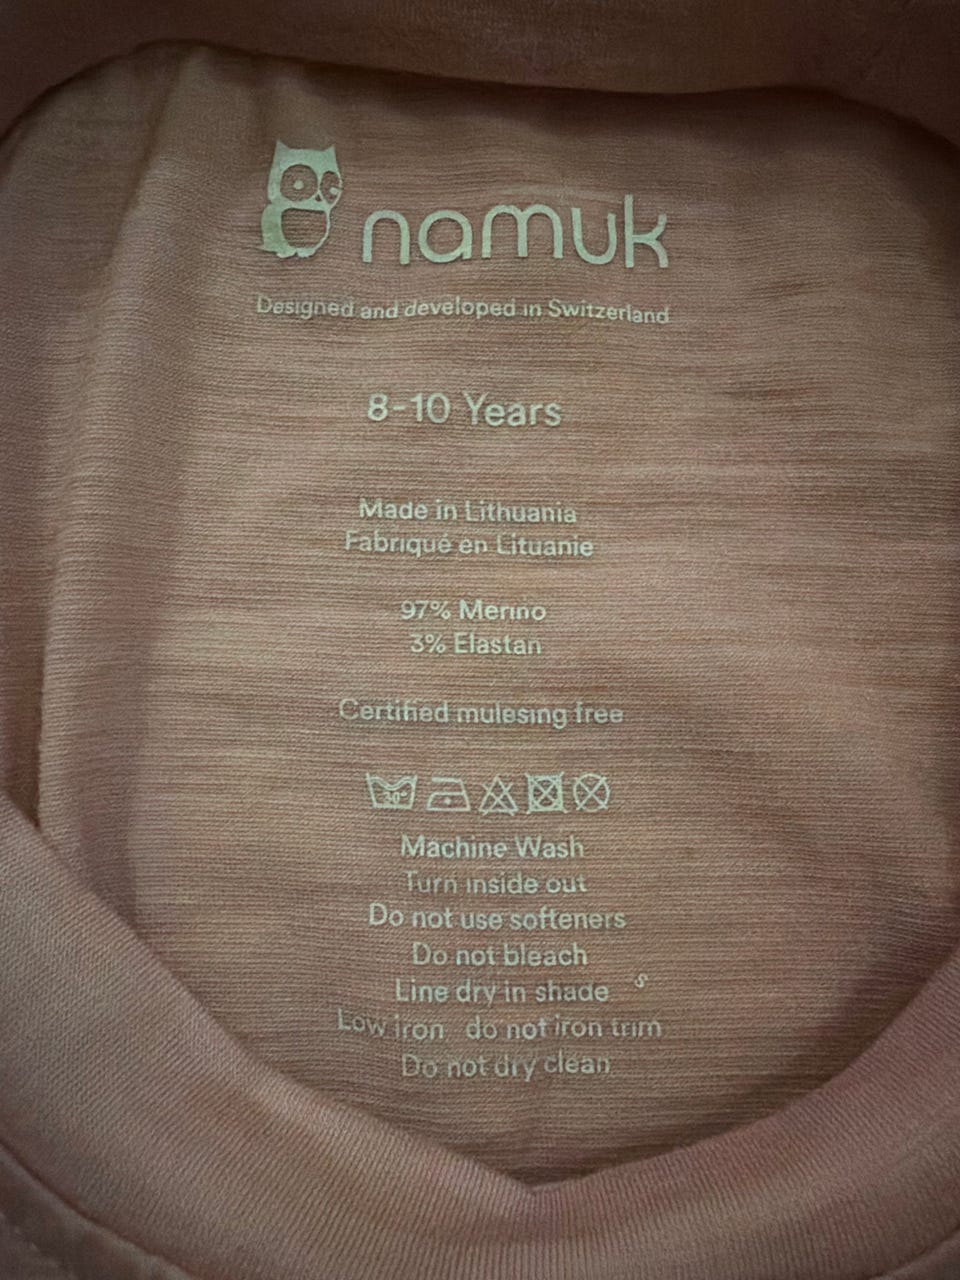 namuk
Designed and developed in Switzerland
8-10 Years
Made in Lithuania
Fabriqué en Lituanie
97% Merino
3% Elastan
Certified mulesing free
30°
Machine Wash
Turn inside out
Do not use softeners
Do not bleach
Line dry in shade
Low iron do not iron trim
Do not dry clean